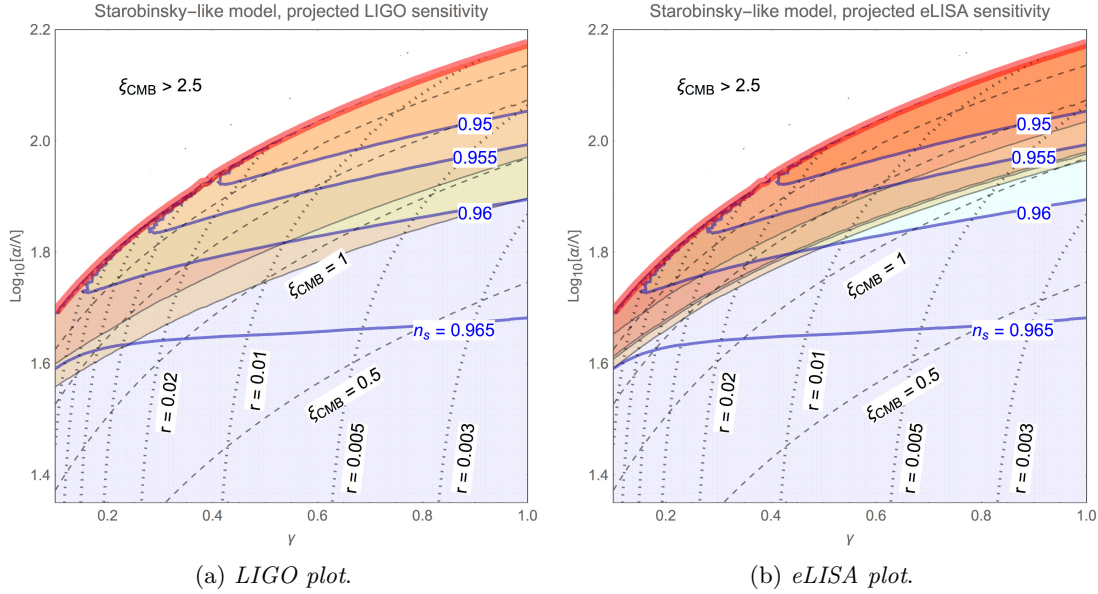 Starobinsky-like model, projected LIGO sensitivity
2.2
2.0
1.8
1.6
1.4
Log₁₀[α/Λ]
ξCMB > 2.5
0.95
0.955
0.96
ξCMB = 1
nₛ = 0.965
r = 0.02
r = 0.01
ξCMB = 0.5
r = 0.005
r = 0.003
0.2
0.4
0.6
0.8
1.0
γ
(a) LIGO plot.
Starobinsky-like model, projected eLISA sensitivity
2.2
2.0
1.8
1.6
1.4
Log₁₀[α/Λ]
ξCMB > 2.5
0.95
0.955
0.96
ξCMB = 1
nₛ = 0.965
r = 0.02
r = 0.01
ξCMB = 0.5
r = 0.005
r = 0.003
0.2
0.4
0.6
0.8
1.0
γ
(b) eLISA plot.